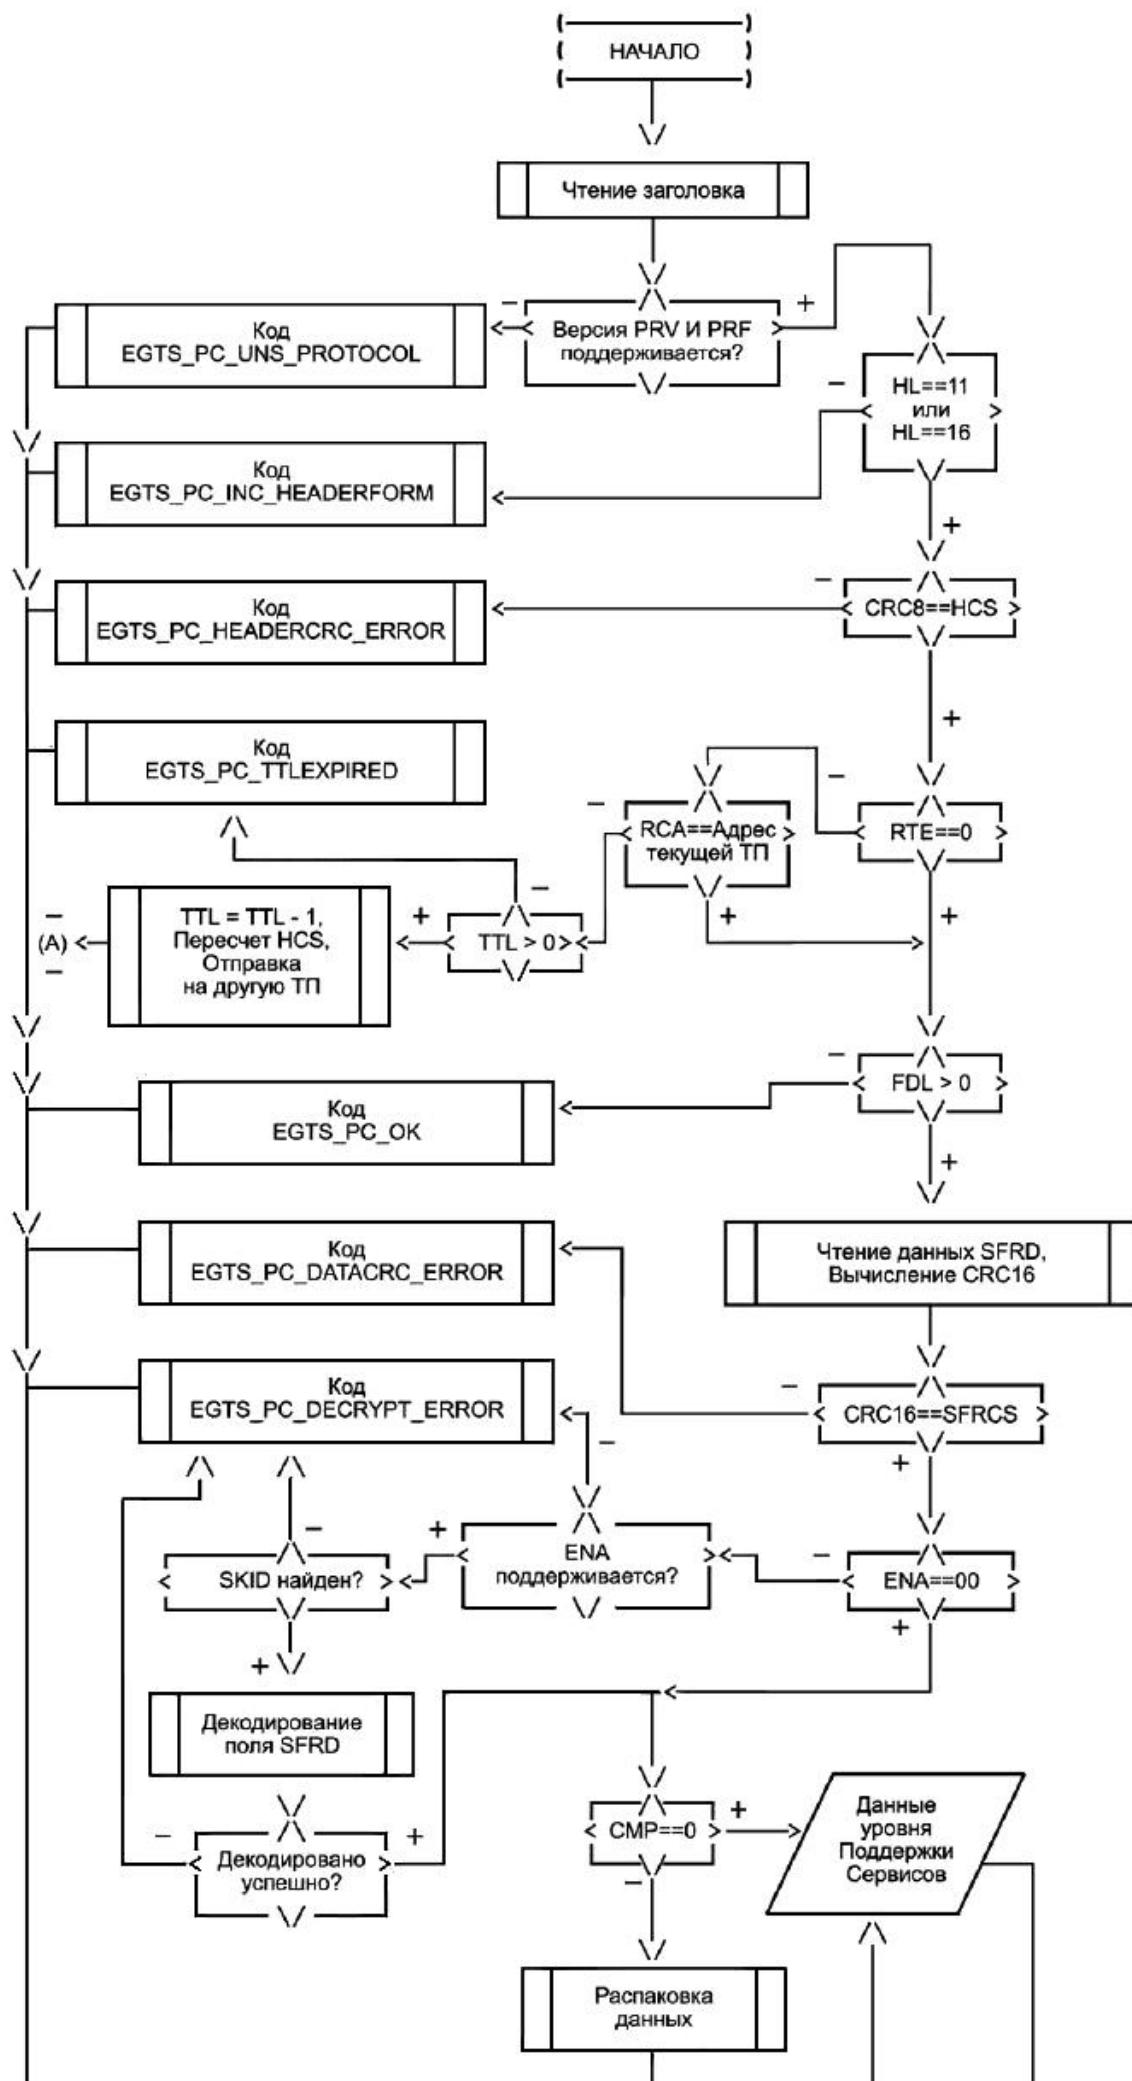 НАЧАЛО
Чтение заголовка
–
+
Код
EGTS_PC_UNS_PROTOCOL
Версия PRV И PRF
поддерживается?
–
HL==11
или
HL==16
Код
EGTS_PC_INC_HEADERFORM
+
–
Код
EGTS_PC_HEADERCRC_ERROR
CRC8==HCS
+
Код
EGTS_PC_TTLEXPIRED
–
–
RCA==Адрес
текущей ТП
RTE==0
–
+
+
+
–
(А)
–
TTL = TTL - 1,
Пересчет HCS,
Отправка
на другую ТП
TTL > 0
–
FDL > 0
Код
EGTS_PC_OK
+
Код
EGTS_PC_DATACRC_ERROR
Чтение данных SFRD,
Вычисление CRC16
Код
EGTS_PC_DECRYPT_ERROR
–
CRC16==SFRCS
–
+
–
+
–
SKID найден?
ENA
поддерживается?
ENA==00
+
+
Декодирование
поля SFRD
–
+
Декодировано
успешно?
CMP==0
+
–
Данные
уровня
Поддержки
Сервисов
Распаковка
данных